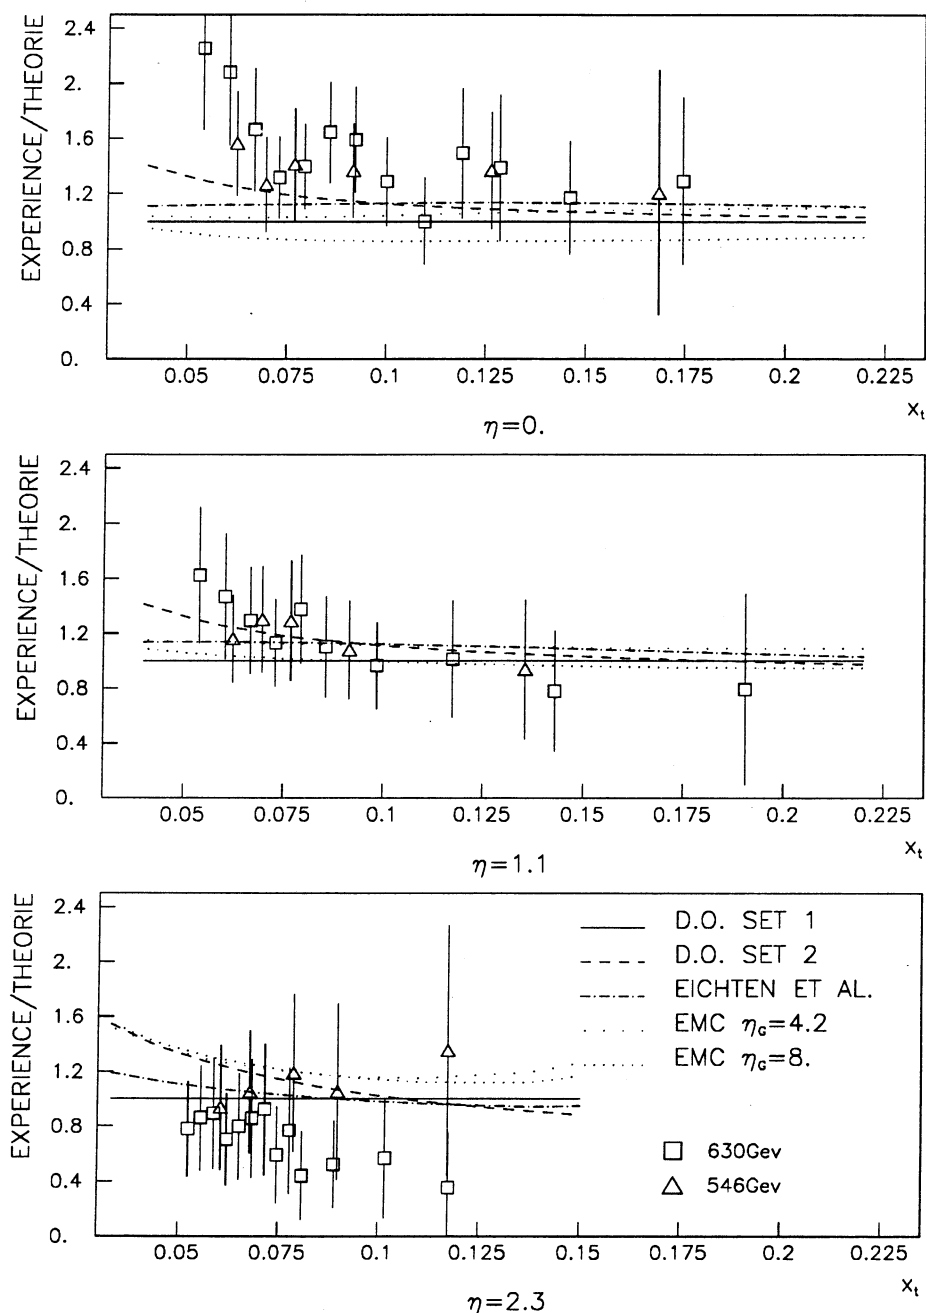 EXPERIENCE/THEORIE
2.4
2.
1.6
1.2
0.8
0.4
0.
0.05 0.075 0.1 0.125 0.15 0.175 0.2 0.225
xt
η=0.
EXPERIENCE/THEORIE
2.4
2.
1.6
1.2
0.8
0.4
0.
0.05 0.075 0.1 0.125 0.15 0.175 0.2 0.225
xt
η=1.1
EXPERIENCE/THEORIE
2.4
2.
1.6
1.2
0.8
0.4
0.
D.O. SET 1
D.O. SET 2
EICHTEN ET AL.
EMC ηG=4.2
EMC ηG=8.
630Gev
546Gev
0.05 0.075 0.1 0.125 0.15 0.175 0.2 0.225
xt
η=2.3